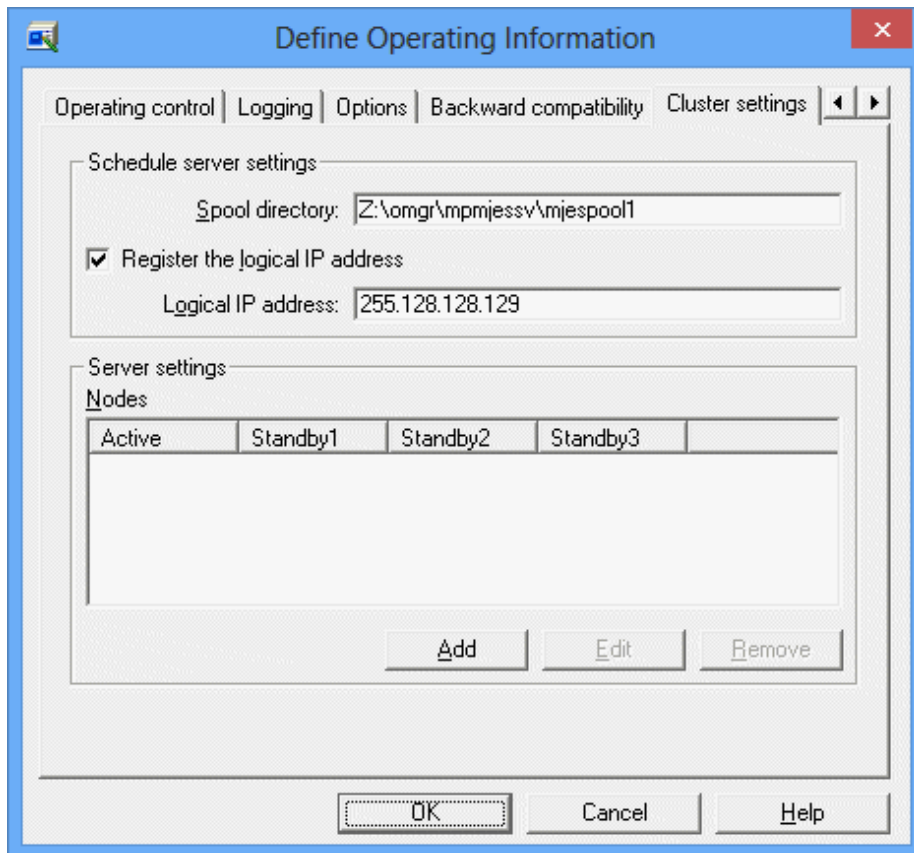 Define Operating Information
Operating control Logging Options Backward compatibility Cluster settings
Schedule server settings
Spool directory: Z:\omgr\mpmjessv\mjespool1
Register the logical IP address
Logical IP address: 255.128.128.129
Server settings
Nodes
Active Standby1 Standby2 Standby3
Add Edit Remove
OK Cancel Help